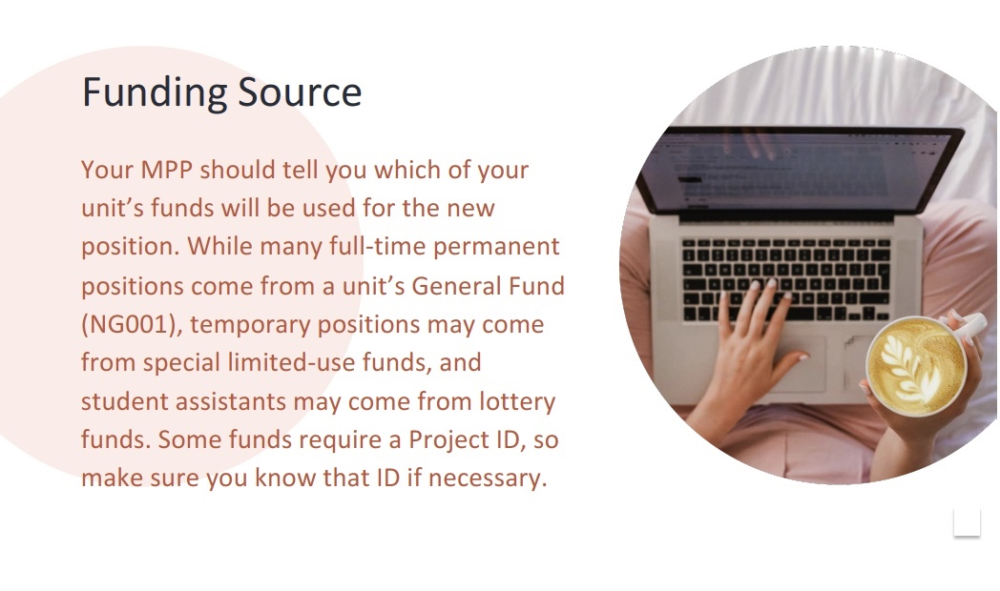 Funding Source
Your MPP should tell you which of your
unit’s funds will be used for the new
position. While many full-time permanent
positions come from a unit’s General Fund
(NG001), temporary positions may come
from special limited-use funds, and
student assistants may come from lottery
funds. Some funds require a Project ID, so
make sure you know that ID if necessary.